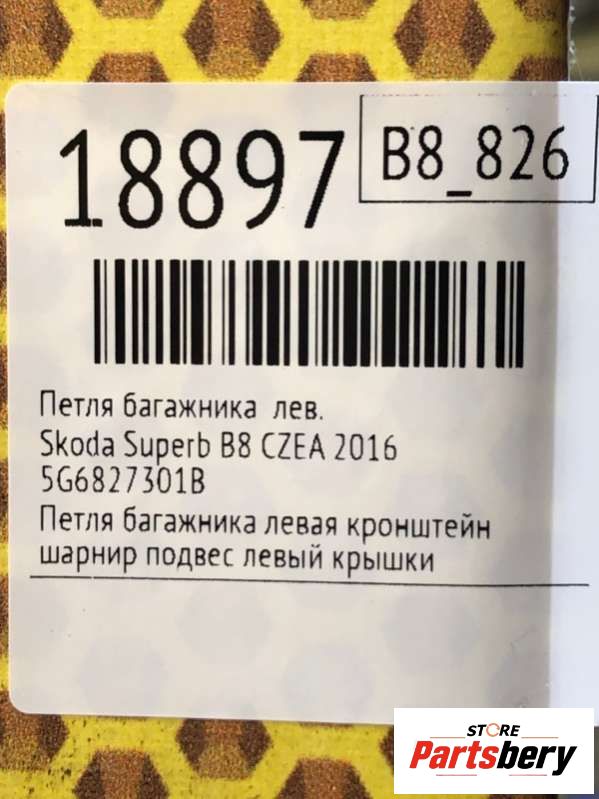 18897
B8_826
Петля багажника лев.
Skoda Superb B8 CZEA 2016
5G6827301B
Петля багажника левая кронштейн
шарнир подвес левый крышки
STORE
Partsbery